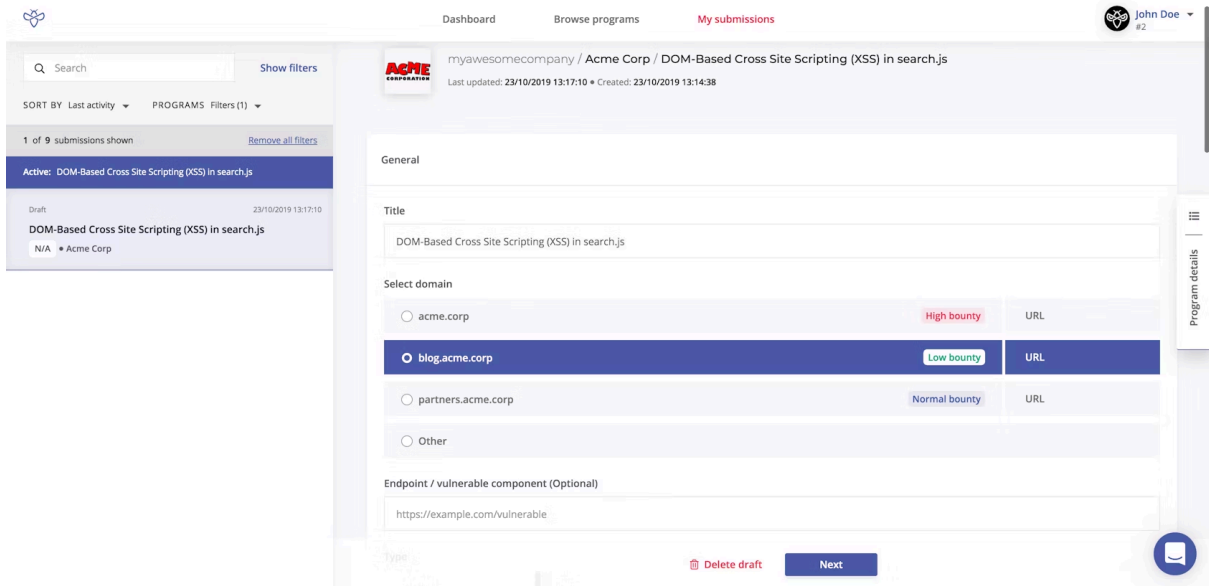 Dashboard
Browse programs
My submissions
John Doe
#2
Search
Show filters
SORT BY Last activity
PROGRAMS Filters (1)
1 of 9 submissions shown
Remove all filters
Active: DOM-Based Cross Site Scripting (XSS) in search.js
Draft
23/10/2019 13:17:10
DOM-Based Cross Site Scripting (XSS) in search.js
N/A • Acme Corp
ACME
CORPORATION
myawesomecompany / Acme Corp / DOM-Based Cross Site Scripting (XSS) in search.js
Last updated: 23/10/2019 13:17:10 • Created: 23/10/2019 13:14:38
General
Title
DOM-Based Cross Site Scripting (XSS) in search.js
Select domain
acme.corp High bounty URL
blog.acme.corp Low bounty URL
partners.acme.corp Normal bounty URL
Other
Endpoint / vulnerable component (Optional)
https://example.com/vulnerable
Type
Delete draft
Next
Program details